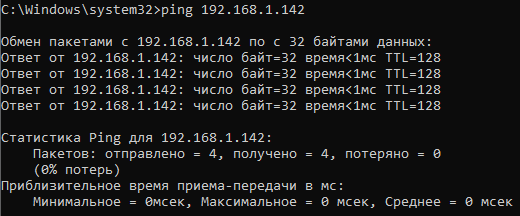 C:\Windows\system32>ping 192.168.1.142
Обмен пакетами с 192.168.1.142 по с 32 байтами данных:
Ответ от 192.168.1.142: число байт=32 время<1мс TTL=128
Ответ от 192.168.1.142: число байт=32 время<1мс TTL=128
Ответ от 192.168.1.142: число байт=32 время<1мс TTL=128
Ответ от 192.168.1.142: число байт=32 время<1мс TTL=128
Статистика Ping для 192.168.1.142:
Пакетов: отправлено = 4, получено = 4, потеряно = 0
(0% потерь)
Приблизительное время приема-передачи в мс:
Минимальное = 0мсек, Максимальное = 0 мсек, Среднее = 0 мсек